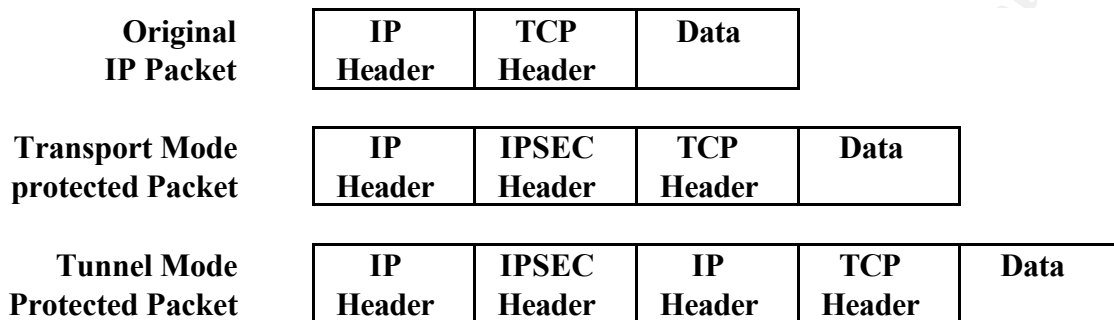 Original IP TCP Data
IP Packet Header Header
Transport Mode IP IPSEC TCP Data
protected Packet Header Header Header
Tunnel Mode IP IPSEC IP TCP Data
Protected Packet Header Header Header Header